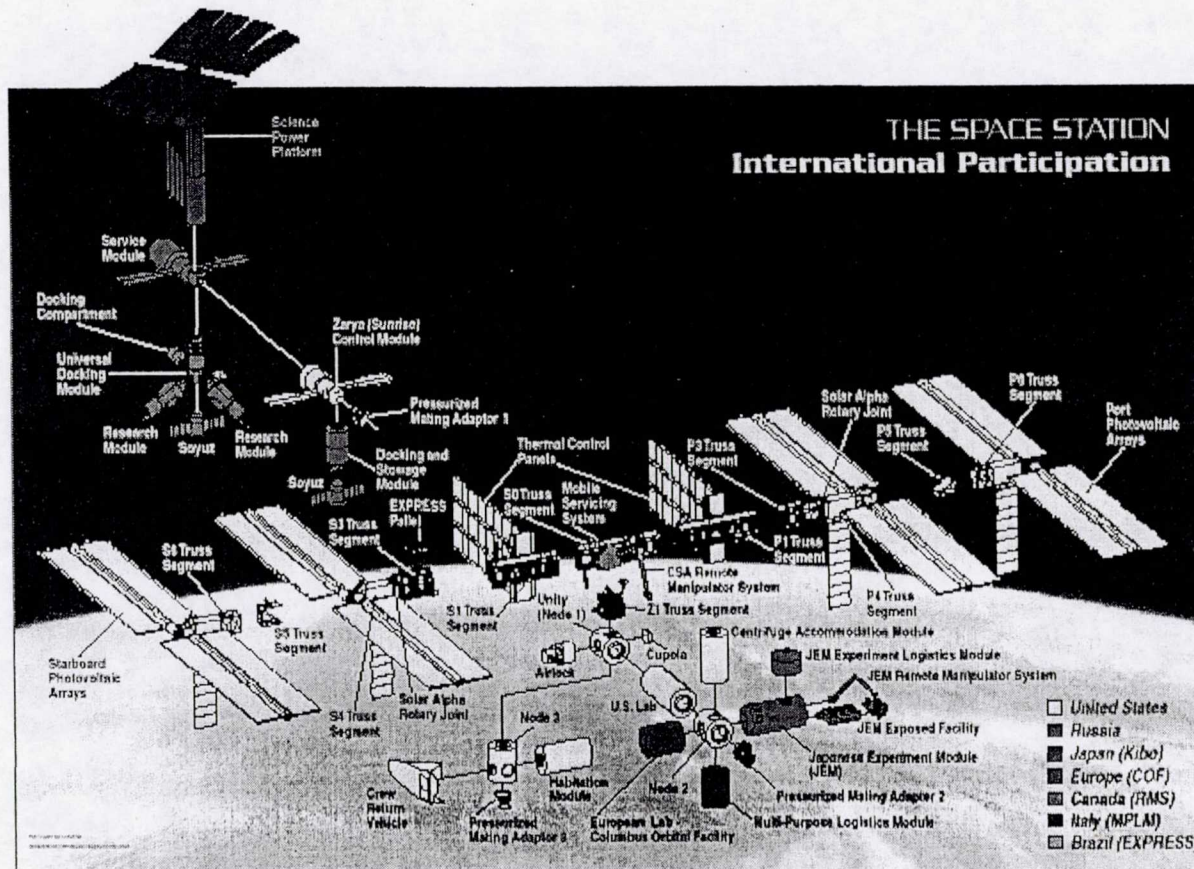 THE SPACE STATION
International Participation
Science
Power
Platform
Service
Module
Docking
Compartment
Universal
Docking
Module
Research
Module
Soyuz
Research
Module
Zarya (Sunrise)
Control Module
Pressurized
Mating Adaptor 1
Docking and
Stowage
Module
Soyuz
EXPRESS
Pallet
S3 Truss
Segment
Thermal Control
Panels
S0 Truss
Segment
Mobile
Servicing
System
P3 Truss
Segment
Solar Alpha
Rotary Joint
P5 Truss
Segment
P6 Truss
Segment
Port
Photovoltaic
Arrays
P1 Truss
Segment
P4 Truss
Segment
CSA Remote
Manipulator System
S6 Truss
Segment
S5 Truss
Segment
Starboard
Photovoltaic
Arrays
S4 Truss
Segment
Solar Alpha
Rotary Joint
S1 Truss
Segment
Unity
(Node 1)
Z1 Truss Segment
Cupola
Airlock
Centrifuge Accommodation Module
JEM Experiment Logistics Module
JEM Remote Manipulator System
JEM Exposed Facility
U.S. Lab
Japanese Experiment Module
(JEM)
Node 3
Node 2
Habitation
Module
Crew
Return
Vehicle
Pressurized
Mating Adaptor 3
European Lab -
Columbus Orbital Facility
Pressurized Mating Adapter 2
Multi-Purpose Logistics Module
United States
Russia
Japan (Kibo)
Europe (COF)
Canada (RMS)
Italy (MPLM)
Brazil (EXPRESS)